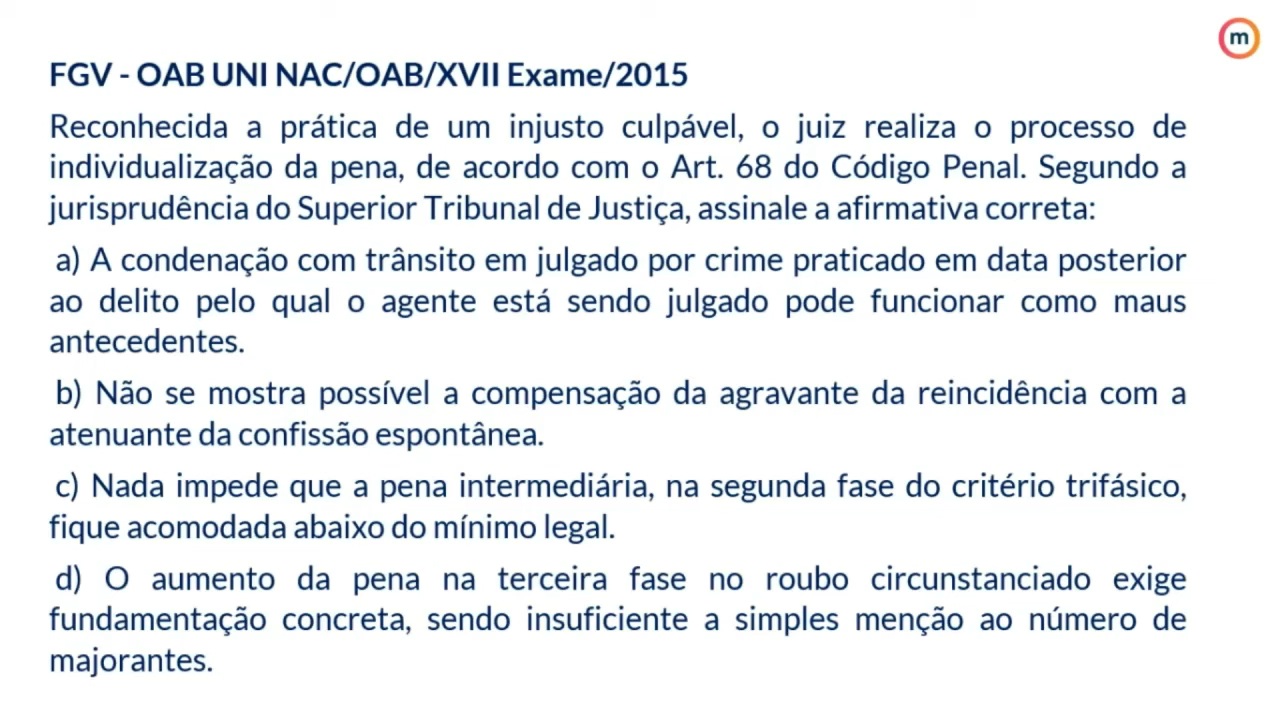 m
FGV - OAB UNI NAC/OAB/XVII Exame/2015
Reconhecida a prática de um injusto culpável, o juiz realiza o processo de
individualização da pena, de acordo com o Art. 68 do Código Penal. Segundo a
jurisprudência do Superior Tribunal de Justiça, assinale a afirmativa correta:
a) A condenação com trânsito em julgado por crime praticado em data posterior
ao delito pelo qual o agente está sendo julgado pode funcionar como maus
antecedentes.
b) Não se mostra possível a compensação da agravante da reincidência com a
atenuante da confissão espontânea.
c) Nada impede que a pena intermediária, na segunda fase do critério trifásico,
fique acomodada abaixo do mínimo legal.
d) O aumento da pena na terceira fase no roubo circunstanciado exige
fundamentação concreta, sendo insuficiente a simples menção ao número de
majorantes.